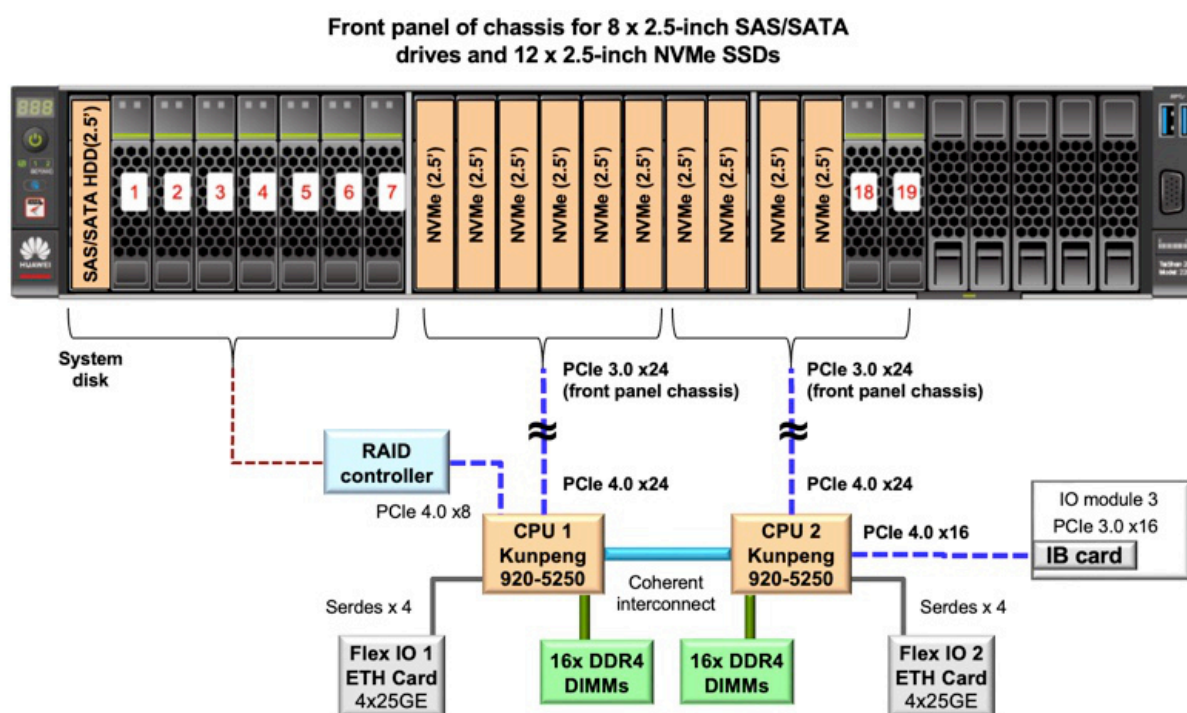 Front panel of chassis for 8 x 2.5-inch SAS/SATA
drives and 12 x 2.5-inch NVMe SSDs
SAS/SATA HDD(2.5')
1
2
3
4
5
6
7
NVMe (2.5')
NVMe (2.5')
NVMe (2.5')
NVMe (2.5')
NVMe (2.5')
NVMe (2.5')
NVMe (2.5')
NVMe (2.5')
NVMe (2.5')
NVMe (2.5')
18
19
HUAWEI
System
disk
PCIe 3.0 x24
(front panel chassis)
PCIe 3.0 x24
(front panel chassis)
RAID
controller
PCIe 4.0 x8
PCIe 4.0 x24
PCIe 4.0 x24
CPU 1
Kunpeng
920-5250
Coherent
interconnect
CPU 2
Kunpeng
920-5250
PCIe 4.0 x16
IO module 3
PCIe 3.0 x16
IB card
Serdes x 4
Serdes x 4
Flex IO 1
ETH Card
4x25GE
16x DDR4
DIMMs
16x DDR4
DIMMs
Flex IO 2
ETH Card
4x25GE